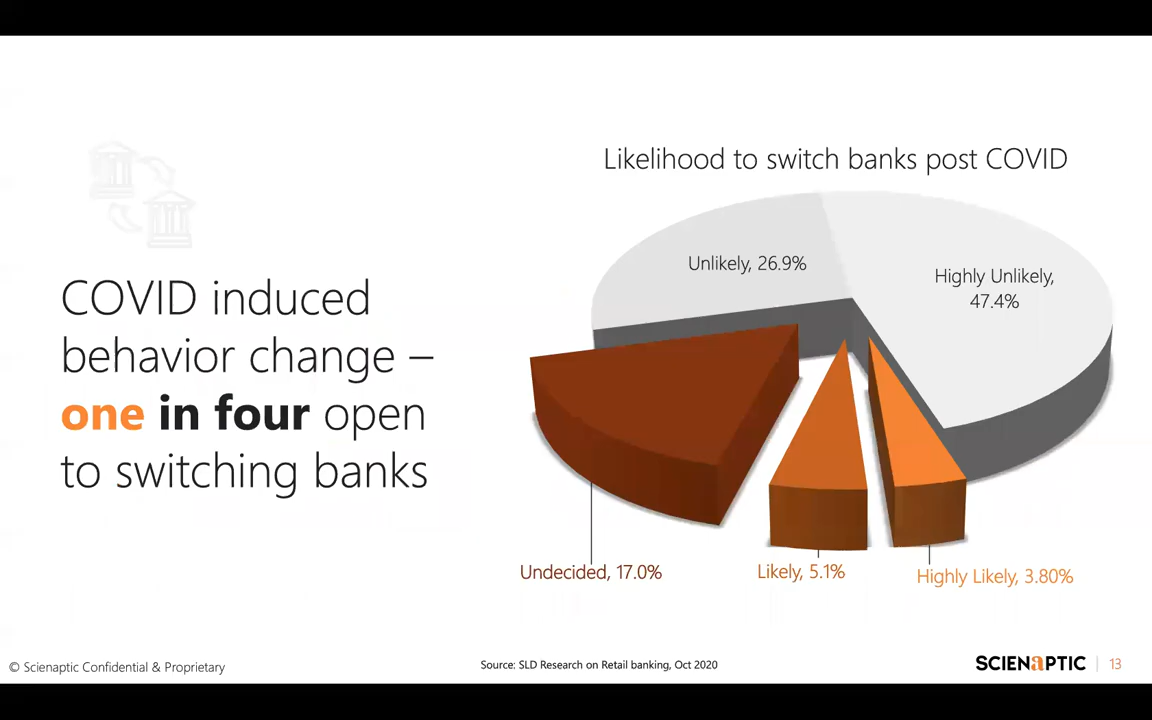 Likelihood to switch banks post COVID
Unlikely, 26.9%
Highly Unlikely,
47.4%
COVID induced
behavior change –
one in four open
to switching banks
Undecided, 17.0%
Likely, 5.1%
Highly Likely, 3.80%
© Scienaptic Confidential & Proprietary
Source: SLD Research on Retail banking, Oct 2020
SCIENaPTIC
13